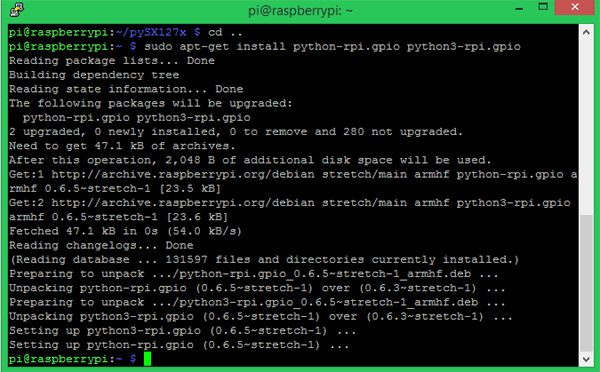 pi@raspberrypi: ~
pi@raspberrypi:~/pySX127x $ cd ..
pi@raspberrypi:~ $ sudo apt-get install python-rpi.gpio python3-rpi.gpio
Reading package lists... Done
Building dependency tree
Reading state information... Done
The following packages will be upgraded:
  python-rpi.gpio python3-rpi.gpio
2 upgraded, 0 newly installed, 0 to remove and 280 not upgraded.
Need to get 47.1 kB of archives.
After this operation, 2,048 B of additional disk space will be used.
Get:1 http://archive.raspberrypi.org/debian stretch/main armhf python-rpi.gpio a
rmhf 0.6.5~stretch-1 [23.5 kB]
Get:2 http://archive.raspberrypi.org/debian stretch/main armhf python3-rpi.gpio
armhf 0.6.5~stretch-1 [23.6 kB]
Fetched 47.1 kB in 0s (54.0 kB/s)
Reading changelogs... Done
(Reading database ... 131597 files and directories currently installed.)
Preparing to unpack .../python-rpi.gpio_0.6.5~stretch-1_armhf.deb ...
Unpacking python-rpi.gpio (0.6.5~stretch-1) over (0.6.3~stretch-1) ...
Preparing to unpack .../python3-rpi.gpio_0.6.5~stretch-1_armhf.deb ...
Unpacking python3-rpi.gpio (0.6.5~stretch-1) over (0.6.3~stretch-1) ...
Setting up python3-rpi.gpio (0.6.5~stretch-1) ...
Setting up python-rpi.gpio (0.6.5~stretch-1) ...
pi@raspberrypi:~ $